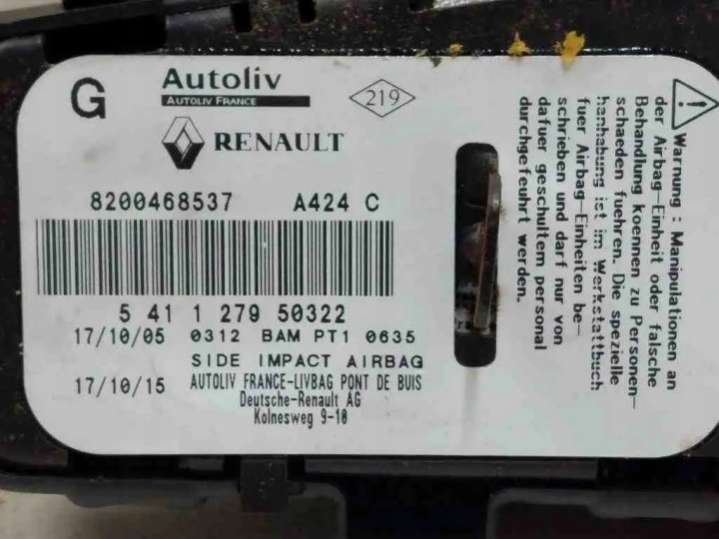 G
Autoliv
AUTOLIV FRANCE
219
RENAULT
8200468537 A424 C
5 41 1 279 50322
17/10/05 0312 BAM PT1 0635
SIDE IMPACT AIRBAG
17/10/15 AUTOLIV FRANCE-LIVBAG PONT DE BUIS
Deutsche-Renault AG
Kolnesweg 9-18
Warnung : Manipulationen an
der Airbag-Einheit oder falsche
Behandlung koennen zu Personen-
schaeden fuehren. Die spezielle
hanhabung ist im Werkstattbuch
fuer Airbag-Einheiten be-
schrieben und darf nur von
dafuer geschultem personal
durchgefeuhrt werden.